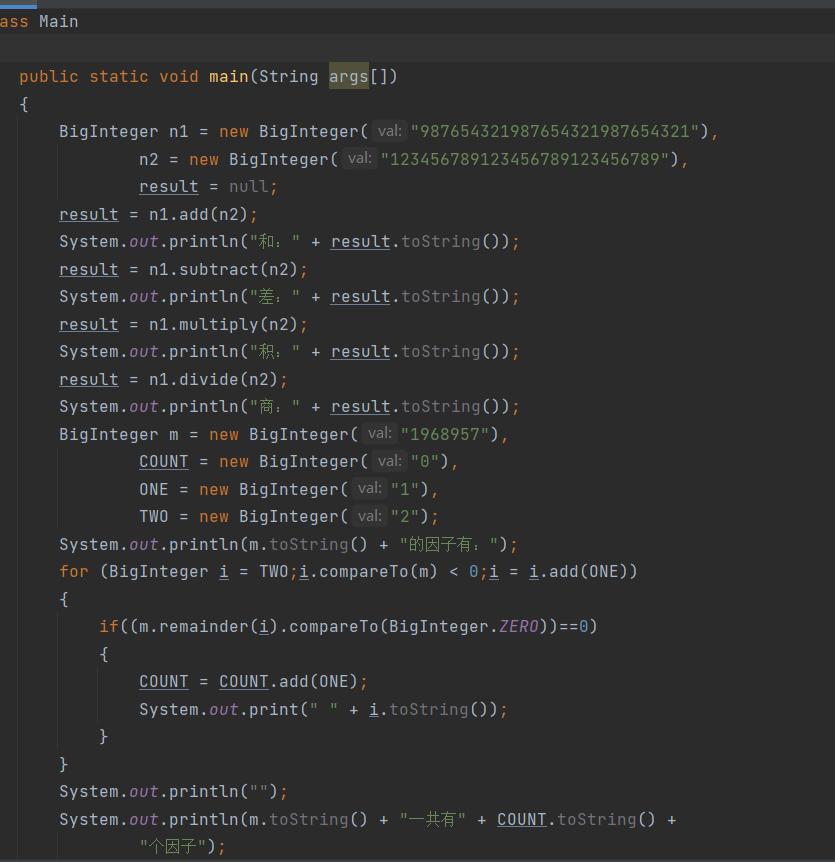 ass Main
public static void main(String args[])
{
BigInteger n1 = new BigInteger( val: "987654321987654321987654321"),
n2 = new BigInteger( val: "123456789123456789123456789"),
result = null;
result = n1.add(n2);
System.out.println("和：" + result.toString());
result = n1.subtract(n2);
System.out.println("差：" + result.toString());
result = n1.multiply(n2);
System.out.println("积：" + result.toString());
result = n1.divide(n2);
System.out.println("商：" + result.toString());
BigInteger m = new BigInteger( val: "1968957"),
COUNT = new BigInteger( val: "0"),
ONE = new BigInteger( val: "1"),
TWO = new BigInteger( val: "2");
System.out.println(m.toString() + "的因子有：");
for (BigInteger i = TWO;i.compareTo(m) < 0;i = i.add(ONE))
{
if((m.remainder(i).compareTo(BigInteger.ZERO))==0)
{
COUNT = COUNT.add(ONE);
System.out.print(" " + i.toString());
}
}
System.out.println("");
System.out.println(m.toString() + "一共有" + COUNT.toString() +
"个因子");